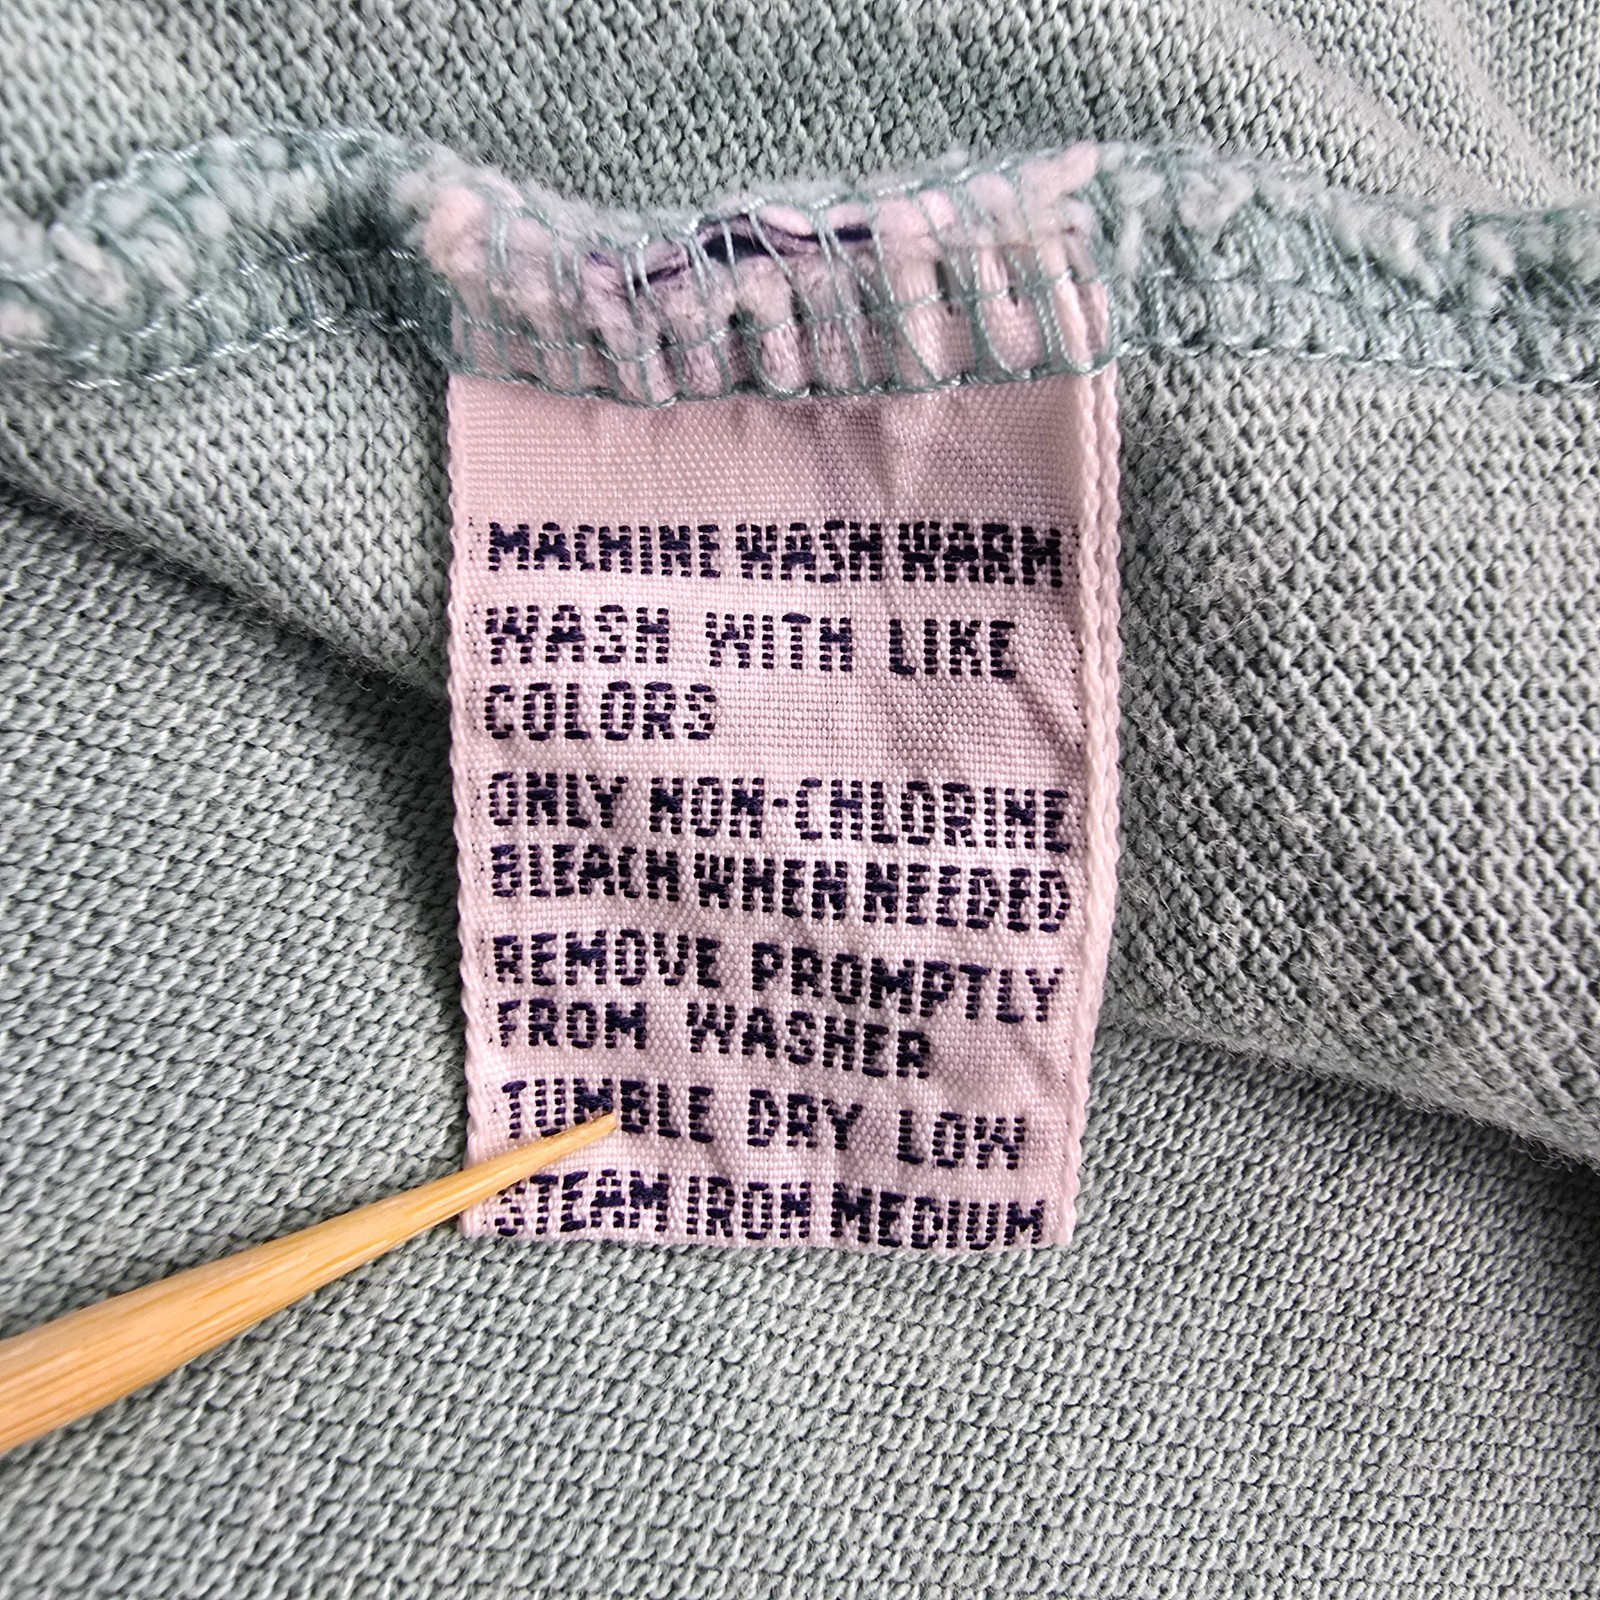 MACHINE WASH WARM
WASH WITH LIKE
COLORS
ONLY NON-CHLORINE
BLEACH WHEN NEEDED
REMOVE PROMPTLY
FROM WASHER
TUMBLE DRY LOW
STEAM IRON MEDIUM